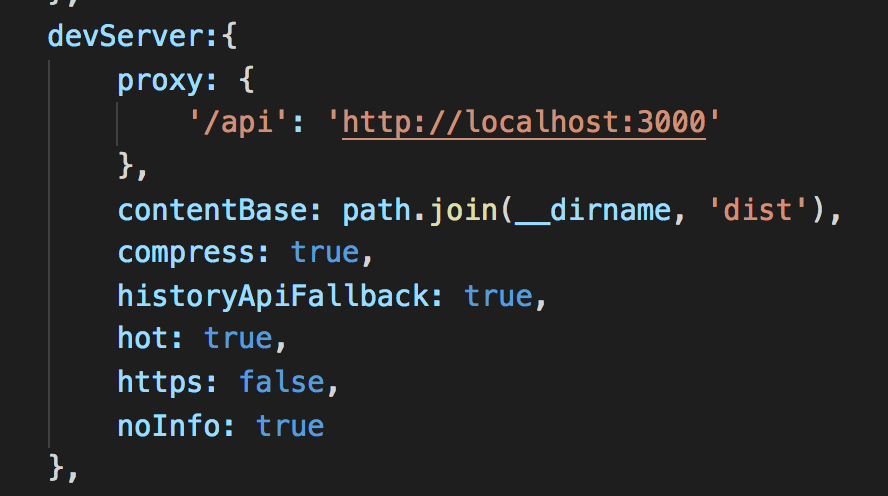 },
devServer:{
proxy: {
'/api': 'http://localhost:3000'
},
contentBase: path.join(__dirname, 'dist'),
compress: true,
historyApiFallback: true,
hot: true,
https: false,
noInfo: true
},